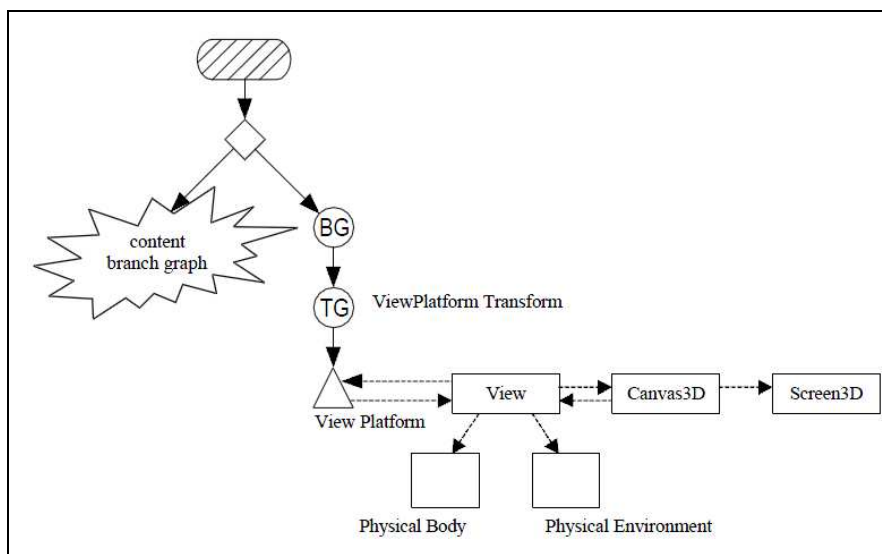 content
branch graph
BG
TG
ViewPlatform Transform
View
Canvas3D
Screen3D
View Platform
Physical Body
Physical Environment